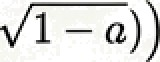 √(1 − a)))